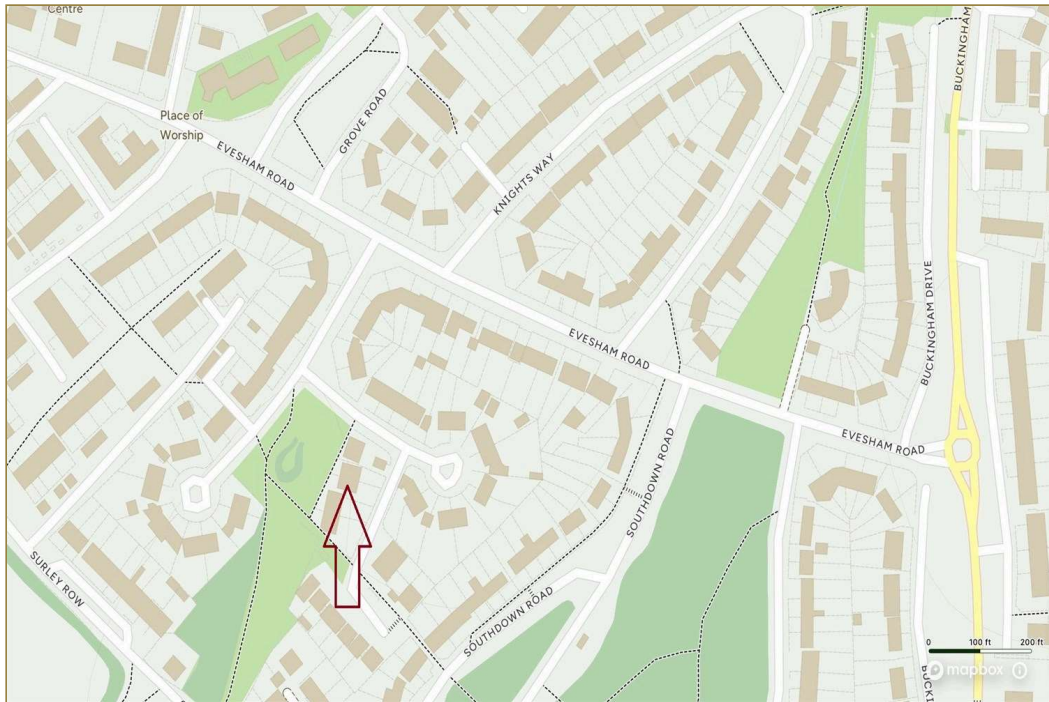 Centre
Place of
Worship
EVESHAM ROAD
GROVE ROAD
KNIGHTS WAY
BUCKINGHAM
EVESHAM ROAD
BUCKINGHAM DRIVE
EVESHAM ROAD
SOUTHDOWN ROAD
SOUTHDOWN ROAD
SURLEY ROW
0 100 ft 200 ft
mapbox
BUCKI